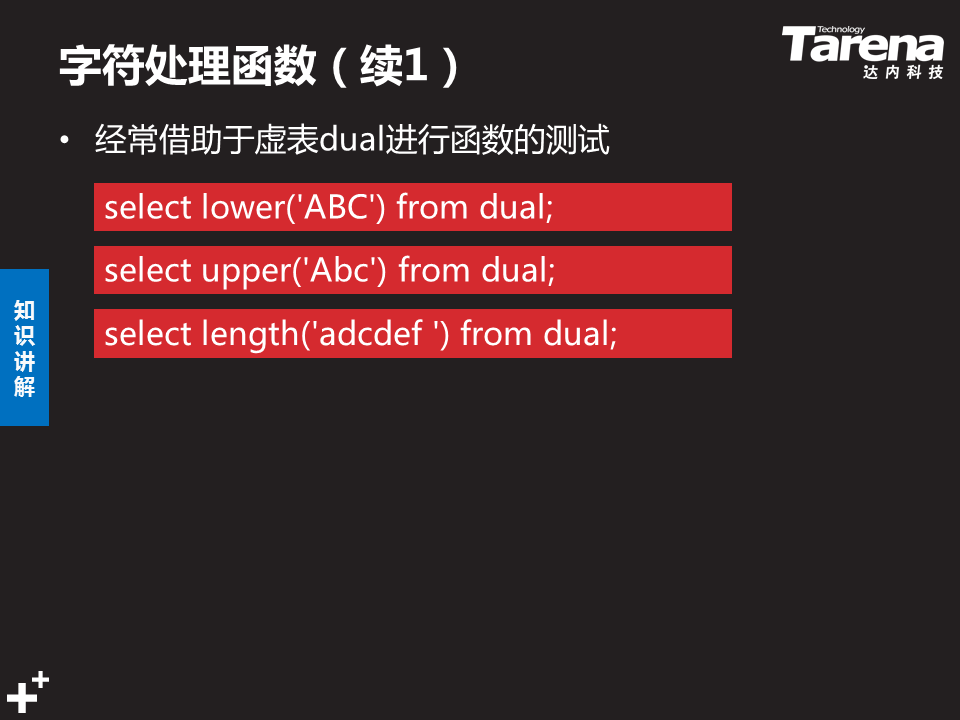 字符处理函数（续1）
Technology
Tarena
达内科技
• 经常借助于虚表dual进行函数的测试
select lower('ABC') from dual;
select upper('Abc') from dual;
select length('adcdef ') from dual;
知
识
讲
解